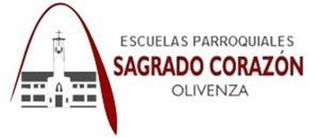 ESCUELAS PARROQUIALES
SAGRADO CORAZÓN
OLIVENZA